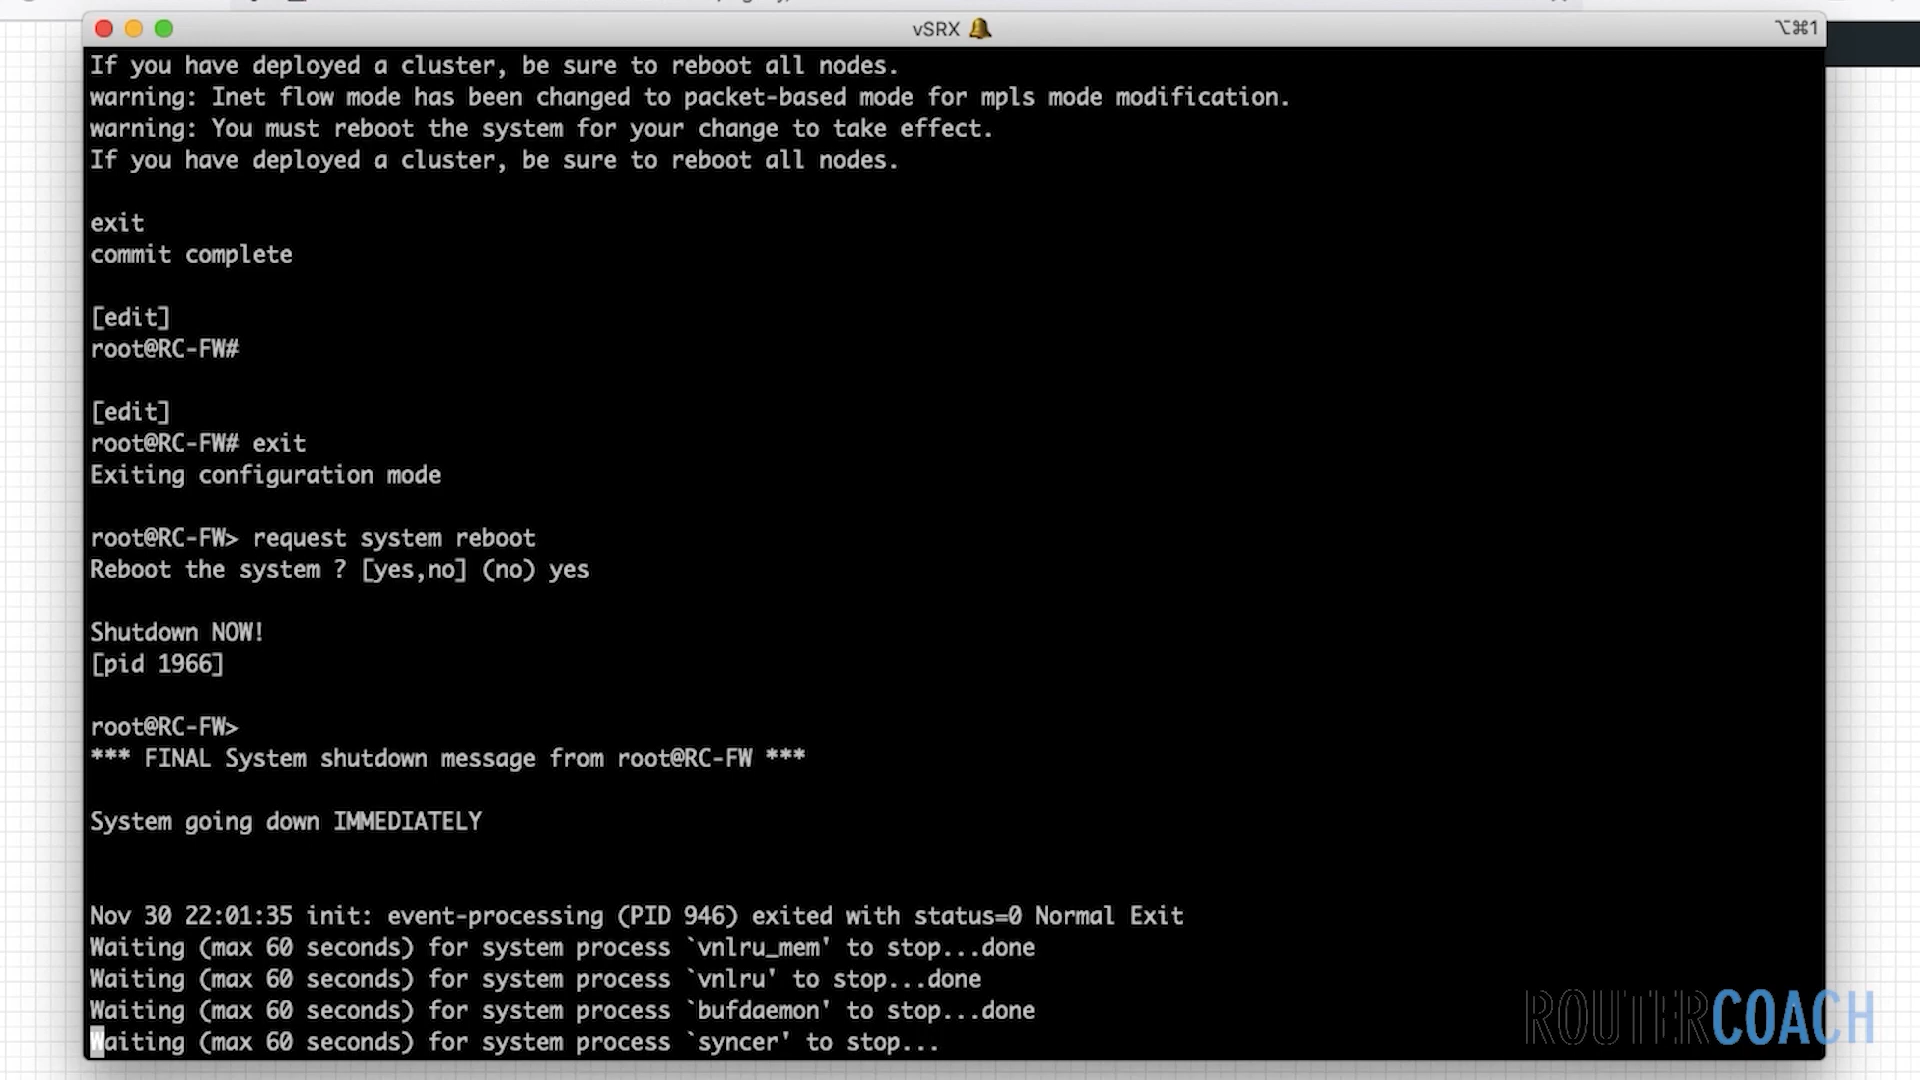 vSRX
⌥⌘1
If you have deployed a cluster, be sure to reboot all nodes.
warning: Inet flow mode has been changed to packet-based mode for mpls mode modification.
warning: You must reboot the system for your change to take effect.
If you have deployed a cluster, be sure to reboot all nodes.
exit
commit complete
[edit]
root@RC-FW#
[edit]
root@RC-FW# exit
Exiting configuration mode
root@RC-FW> request system reboot
Reboot the system ? [yes,no] (no) yes
Shutdown NOW!
[pid 1966]
root@RC-FW>
*** FINAL System shutdown message from root@RC-FW ***
System going down IMMEDIATELY
Nov 30 22:01:35 init: event-processing (PID 946) exited with status=0 Normal Exit
Waiting (max 60 seconds) for system process `vnlru_mem' to stop...done
Waiting (max 60 seconds) for system process `vnlru' to stop...done
Waiting (max 60 seconds) for system process `bufdaemon' to stop...done
Waiting (max 60 seconds) for system process `syncer' to stop...
ROUTERCOACH